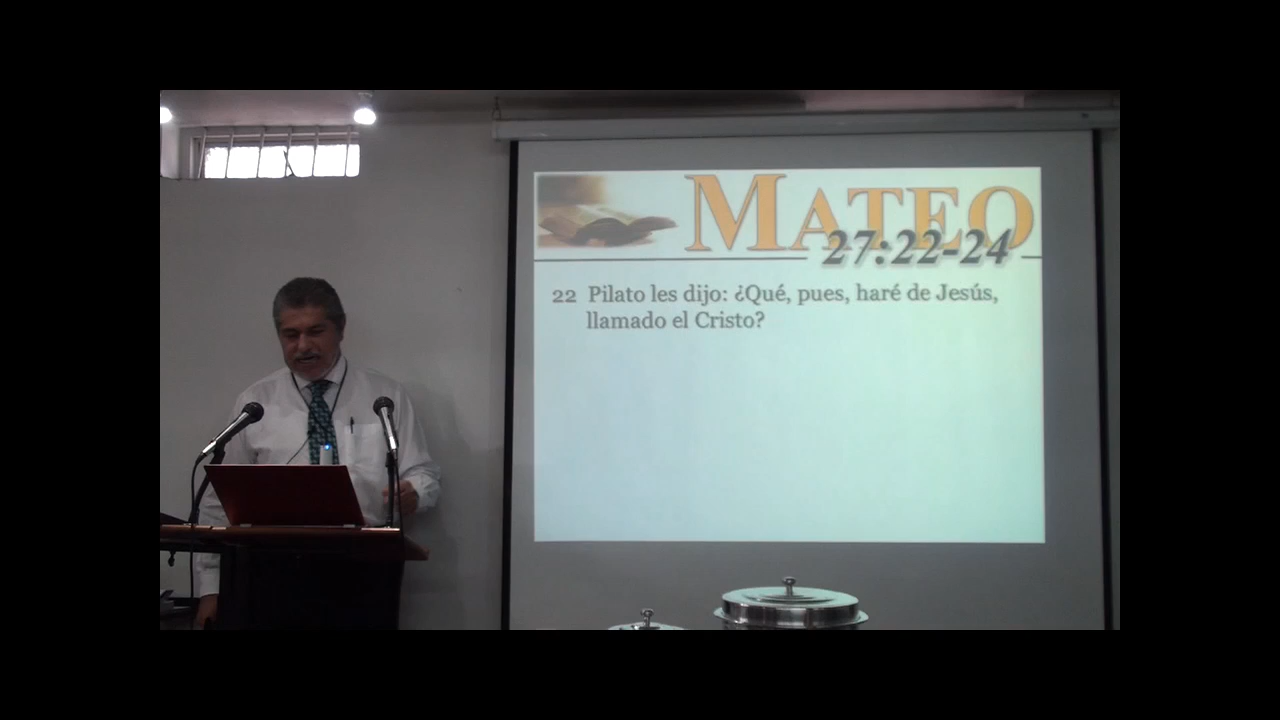 MATEO
27:22-24
22 Pilato les dijo: ¿Qué, pues, haré de Jesús,
llamado el Cristo?